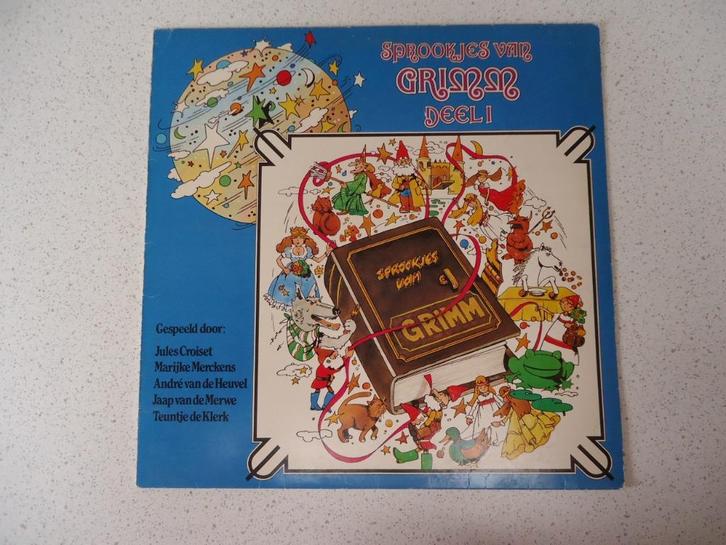 SPROOKJES VAN
GRIMM
DEEL 1
SPROOKJES
VAN
GRIMM
Gespeeld door:
Jules Croiset
Marijke Merckens
André van de Heuvel
Jaap van de Merwe
Teuntje de Klerk